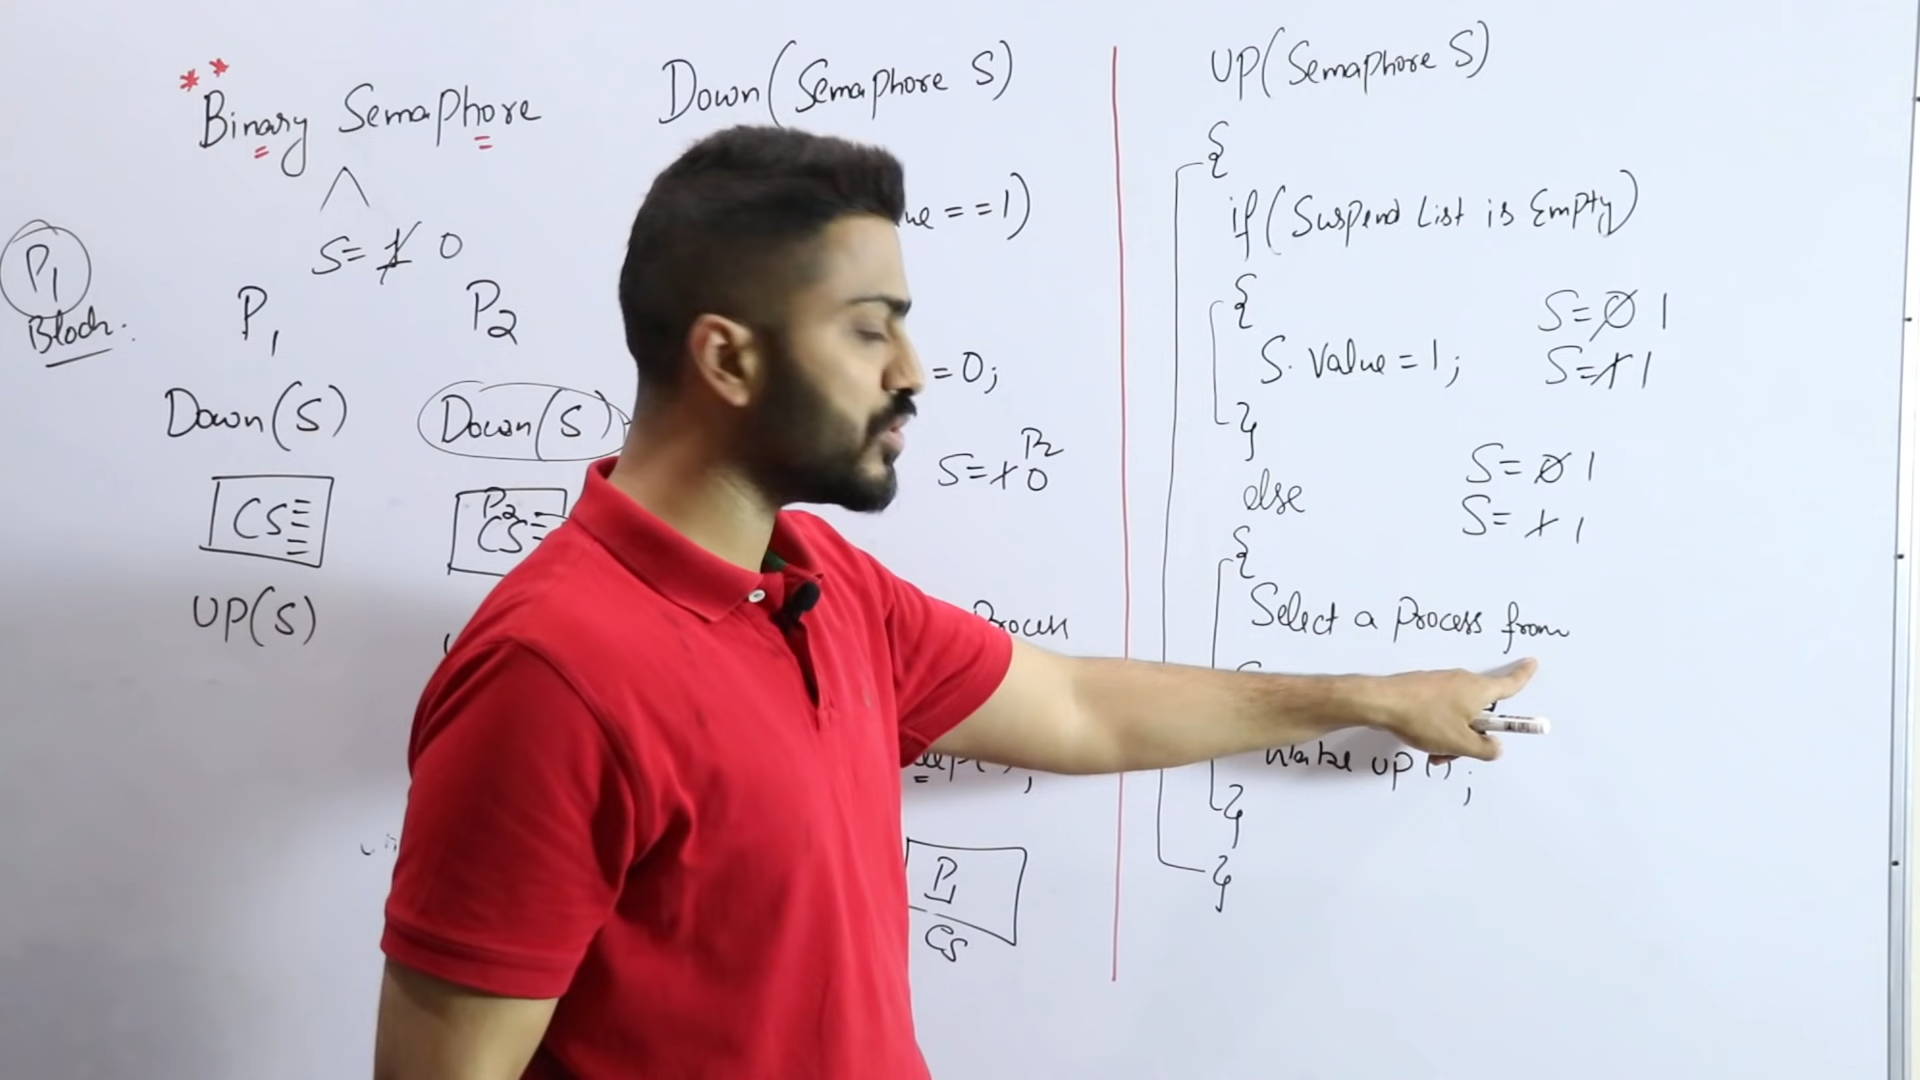 **
Binary Semaphore
S= 1 0
P1
Block.
P1 P2
Down(S) Down(S)
CS P2 CS
UP(S)
Down(Semaphore S)
==1)
=0;
P2
S=1 0
Process
P1
CS
UP(Semaphore S)
{
if(Suspend List is Empty)
{
S.Value=1;
}
S=0 1
S=1 1
else
S=0 1
S=1 1
{
Select a Process from
Wake up();
}
}